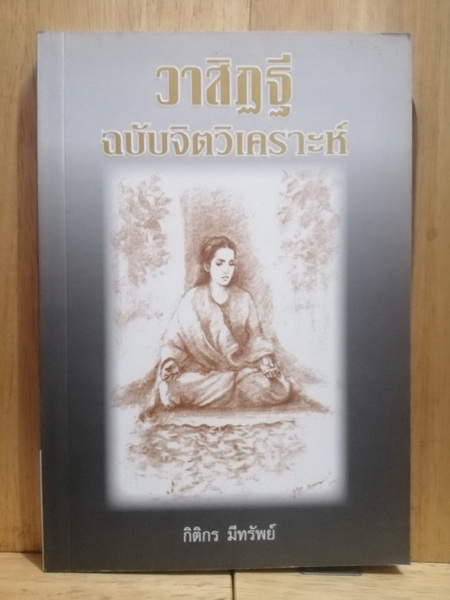 วาสิฏฐี
ฉบับจิตวิเคราะห์
กิติกร มีทรัพย์